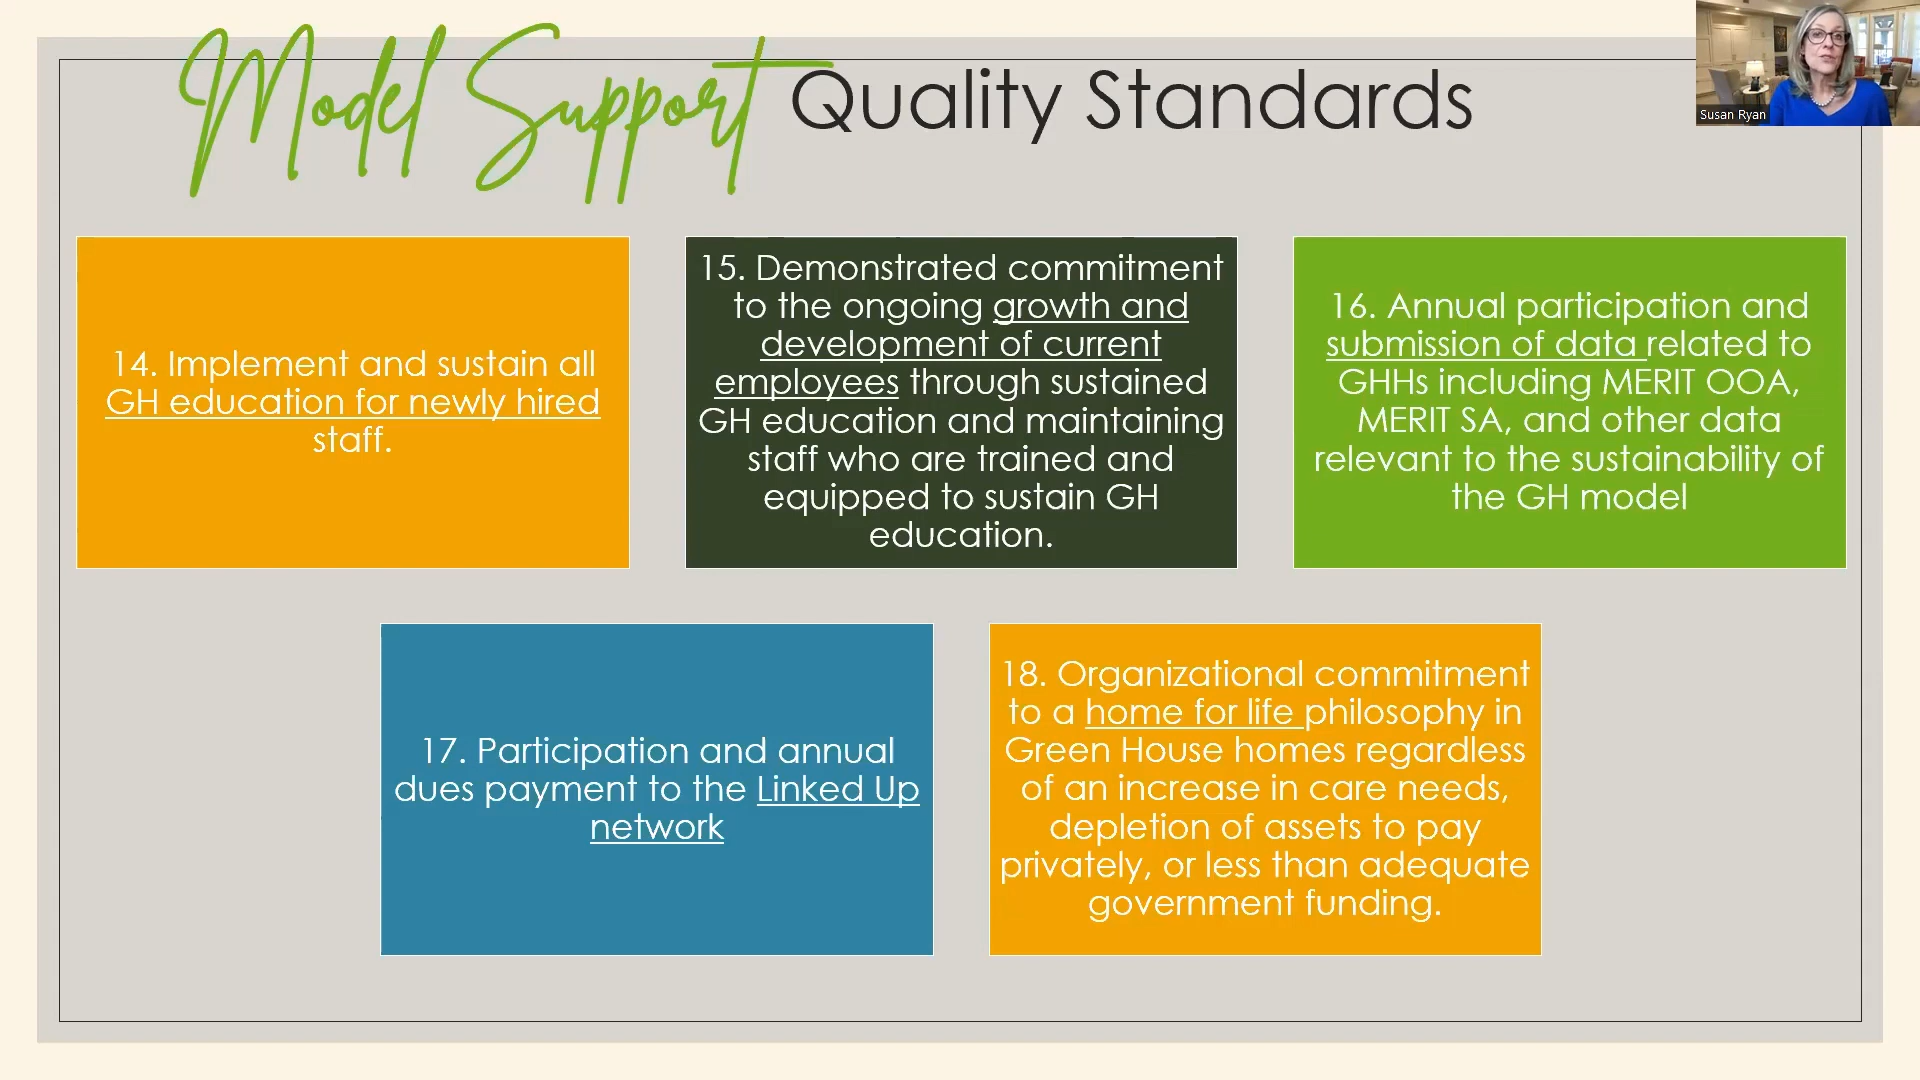 Model Support Quality Standards
Susan Ryan
14. Implement and sustain all
GH education for newly hired
staff.
15. Demonstrated commitment
to the ongoing growth and
development of current
employees through sustained
GH education and maintaining
staff who are trained and
equipped to sustain GH
education.
16. Annual participation and
submission of data related to
GHHs including MERIT OOA,
MERIT SA, and other data
relevant to the sustainability of
the GH model
17. Participation and annual
dues payment to the Linked Up
network
18. Organizational commitment
to a home for life philosophy in
Green House homes regardless
of an increase in care needs,
depletion of assets to pay
privately, or less than adequate
government funding.